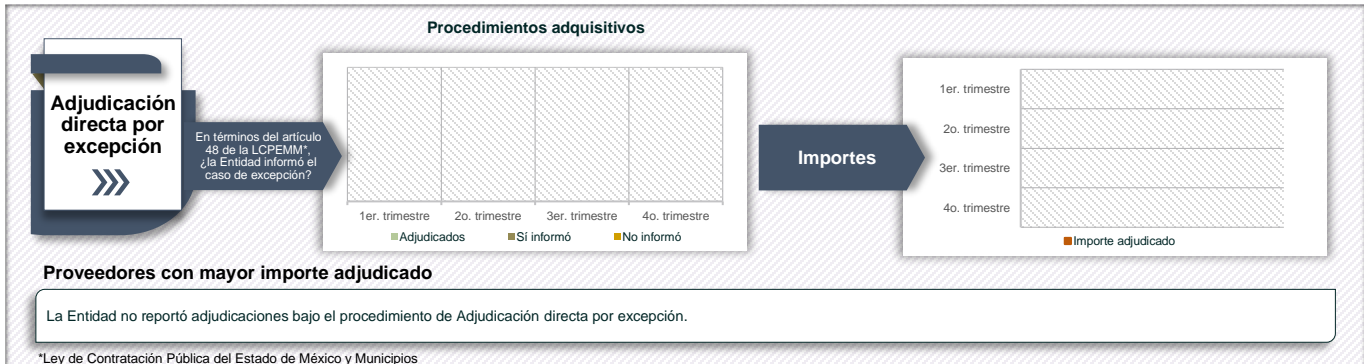 Procedimientos adquisitivos
Adjudicación
directa por
excepción
En términos del artículo
48 de la LCPEMM*,
¿la Entidad informó el
caso de excepción?
1er. trimestre
2o. trimestre
3er. trimestre
4o. trimestre
Adjudicados
Sí informó
No informó
Importes
1er. trimestre
2o. trimestre
3er. trimestre
4o. trimestre
Importe adjudicado
Proveedores con mayor importe adjudicado
La Entidad no reportó adjudicaciones bajo el procedimiento de Adjudicación directa por excepción.
*Ley de Contratación Pública del Estado de México y Municipios